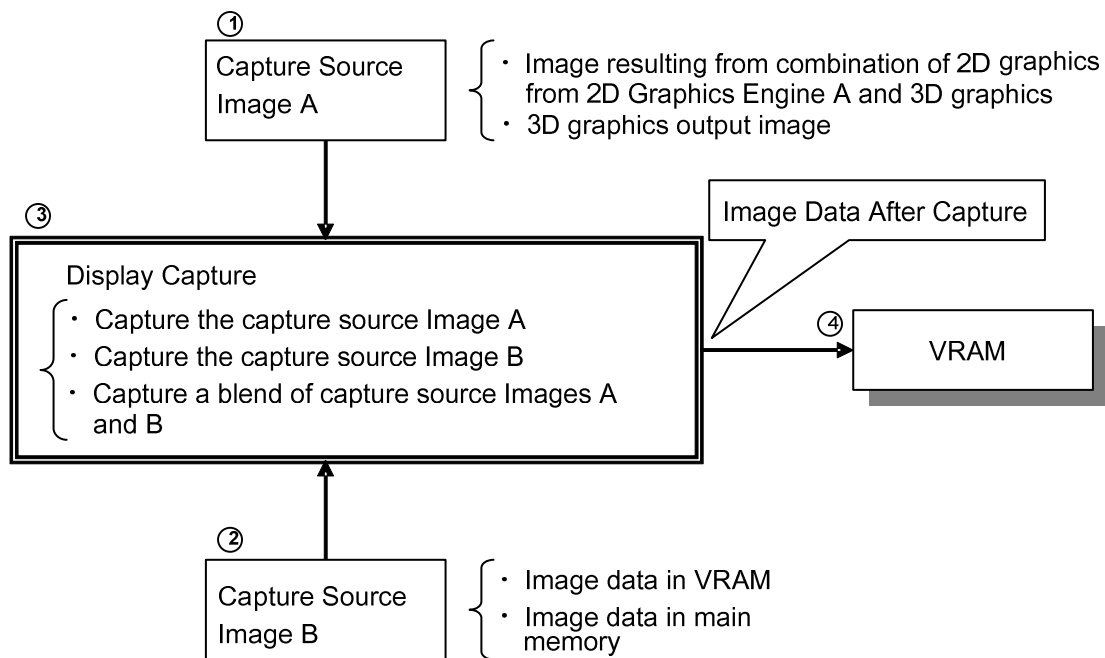 ①
Capture Source
Image A
・ Image resulting from combination of 2D graphics
from 2D Graphics Engine A and 3D graphics
・ 3D graphics output image
③
Image Data After Capture
Display Capture
・ Capture the capture source Image A
・ Capture the capture source Image B
・ Capture a blend of capture source Images A
and B
④
VRAM
②
Capture Source
Image B
・ Image data in VRAM
・ Image data in main
memory